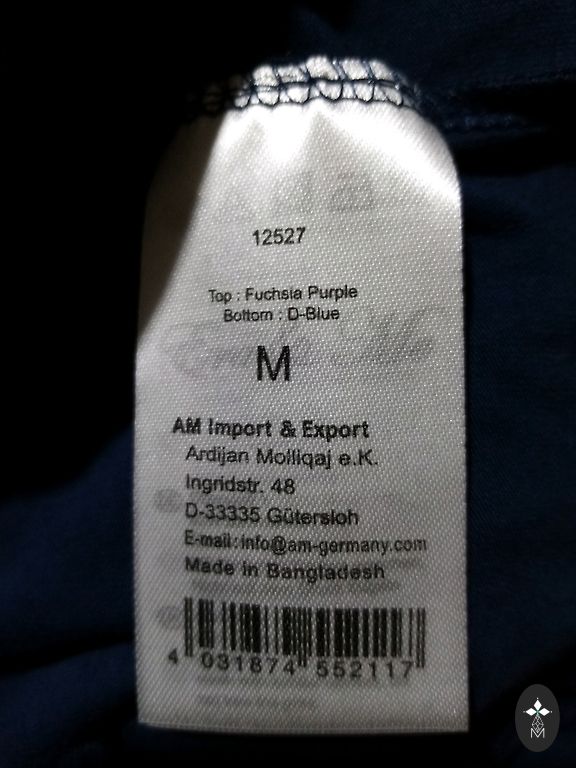 12527
Top : Fuchsia Purple
Bottom : D-Blue
M
AM Import & Export
Ardijan Molliqaj e.K.
Ingridstr. 48
D-33335 Gütersloh
E-mail:info@am-germany.com
Made in Bangladesh
4 031874 552117
M